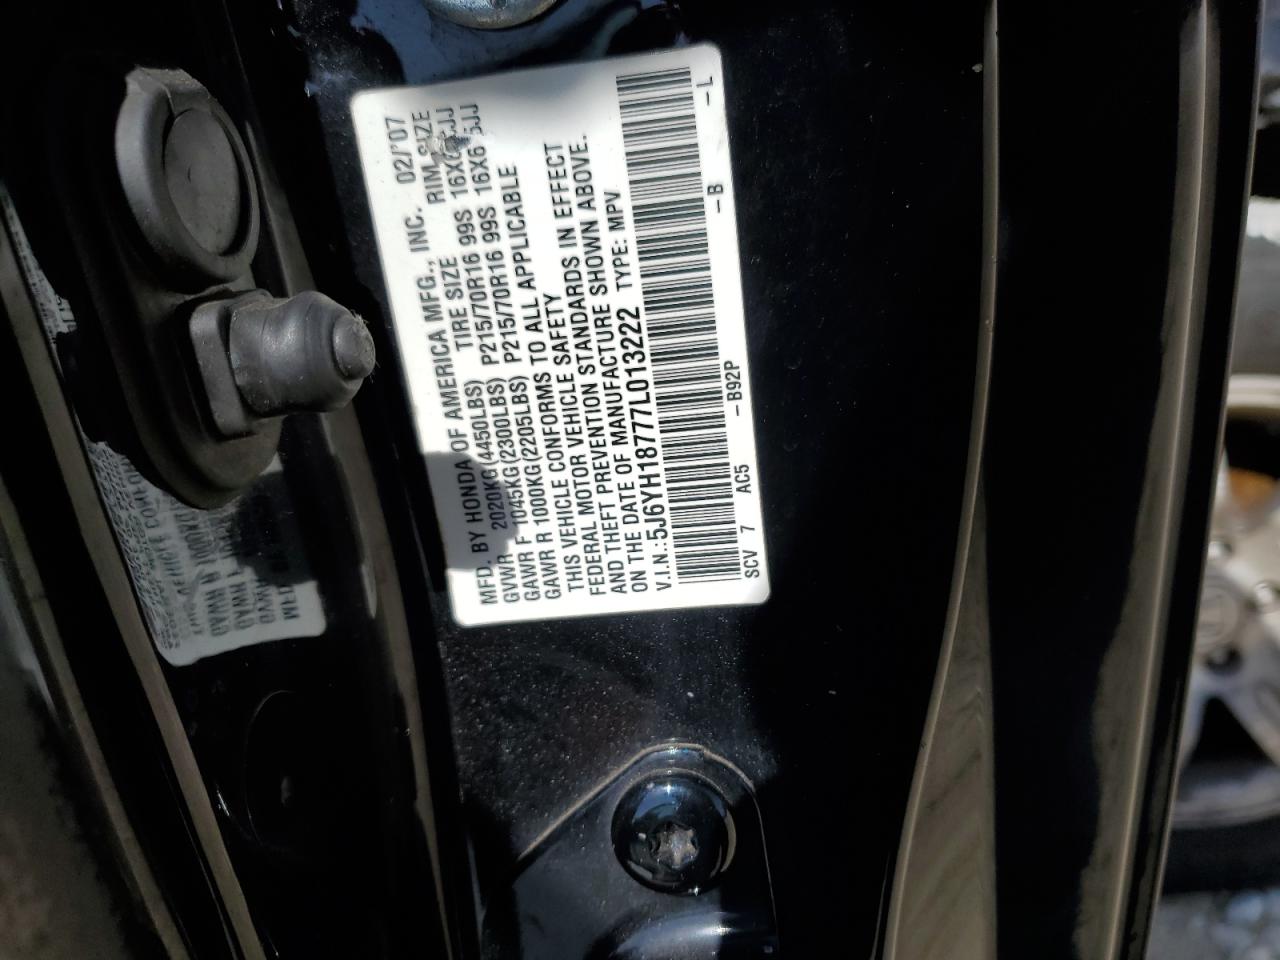 MFD. BY HONDA OF AMERICA MFG., INC. 02/'07
GVWR 2020KG(4450LBS) TIRE SIZE RIM SIZE
GAWR F 1045KG(2300LBS) P215/70R16 99S 16X6.5JJ
GAWR R 1000KG(2205LBS) P215/70R16 99S 16X6.5JJ
THIS VEHICLE CONFORMS TO ALL APPLICABLE
FEDERAL MOTOR VEHICLE SAFETY
AND THEFT PREVENTION STANDARDS IN EFFECT
ON THE DATE OF MANUFACTURE SHOWN ABOVE.
V.I.N.:5J6YH18777L013222 TYPE: MPV
SCV 7 AC5 -B92P -B -L